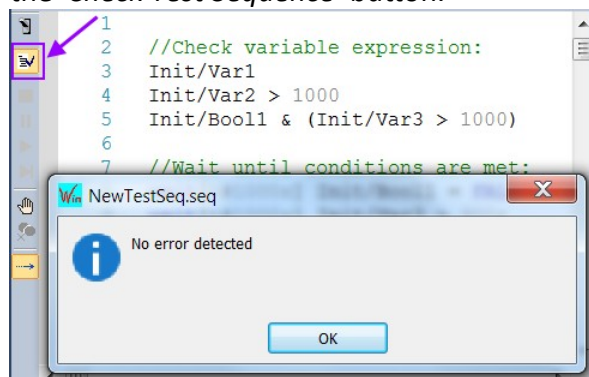 the 'Check Test Sequence' button.
1
2 //Check variable expression:
3 Init/Var1
4 Init/Var2 > 1000
5 Init/Bool1 & (Init/Var3 > 1000)
6
7 //Wait until conditions are met:
Win NewTestSeq.seq
No error detected
OK